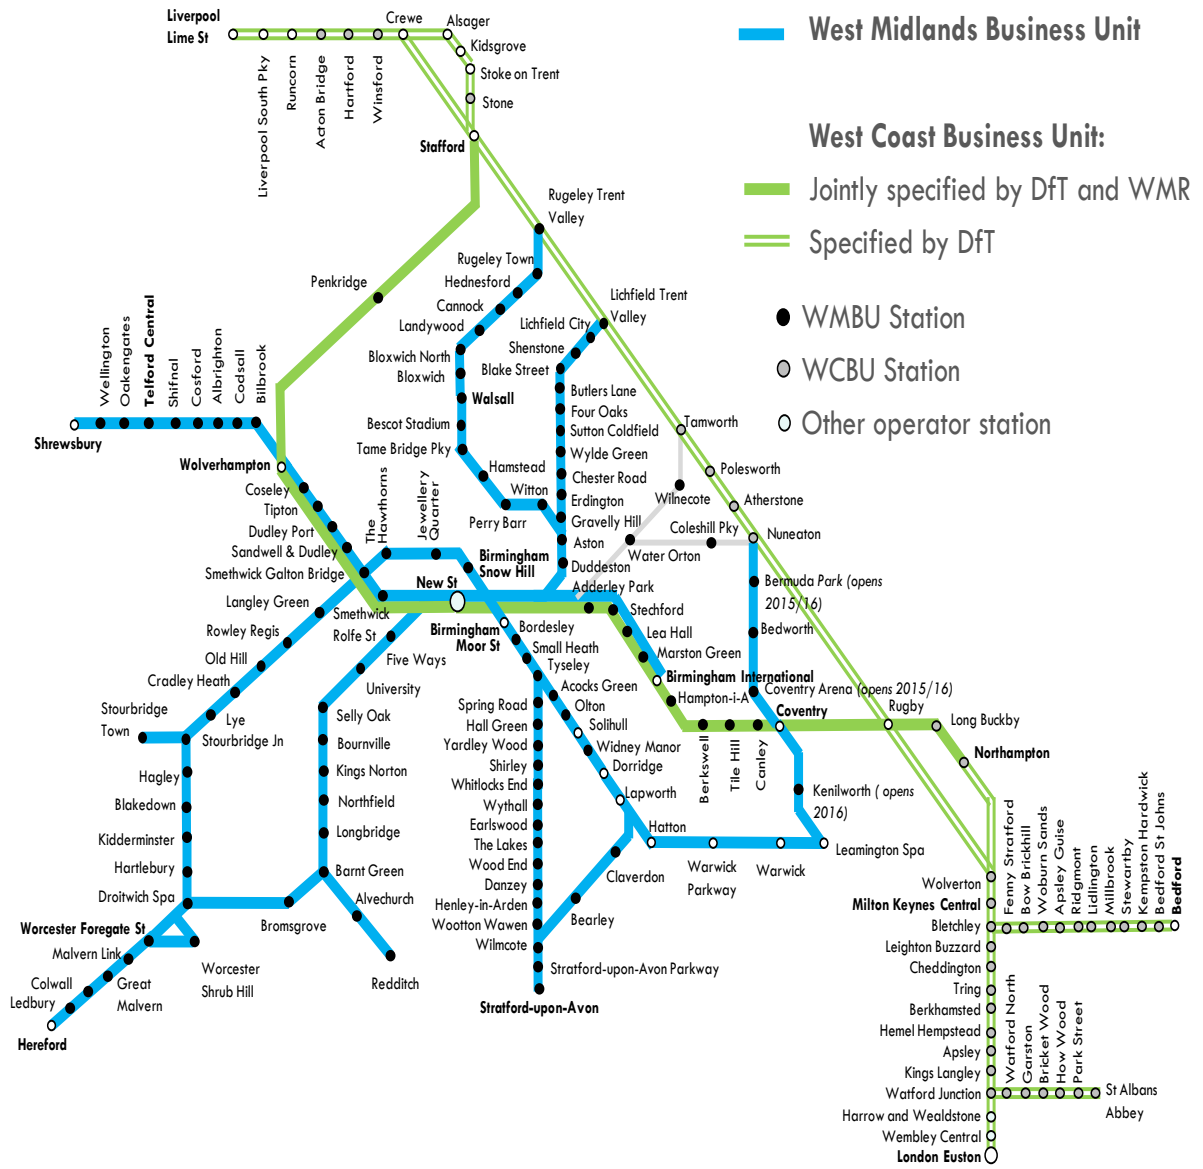 Liverpool
Lime St
Crewe
Alsager
Kidsgrove
Stoke on Trent
Stone
Liverpool South Pky
Runcorn
Acton Bridge
Hartford
Winsford
Stafford
West Midlands Business Unit
West Coast Business Unit:
Jointly specified by DfT and WMR
Specified by DfT
WMBU Station
WCBU Station
Other operator station
Rugeley Trent
Valley
Rugeley Town
Hednesford
Cannock
Landywood
Bloxwich North
Bloxwich
Walsall
Bescot Stadium
Tame Bridge Pky
Hamstead
Perry Barr
Witton
Penkridge
Lichfield Trent
Valley
Lichfield City
Shenstone
Blake Street
Butlers Lane
Four Oaks
Sutton Coldfield
Wylde Green
Chester Road
Erdington
Gravelly Hill
Aston
Duddeston
Wellington
Oakengates
Telford Central
Shifnal
Cosford
Albrighton
Codsall
Bilbrook
Shrewsbury
Wolverhampton
Coseley
Tipton
Dudley Port
Sandwell & Dudley
Smethwick Galton Bridge
Langley Green
Rowley Regis
Old Hill
Cradley Heath
Lye
Stourbridge
Town
Stourbridge Jn
The
Hawthorns
Jewellery
Quarter
Birmingham
Snow Hill
New St
Smethwick
Rolfe St
Birmingham
Moor St
Tamworth
Polesworth
Atherstone
Nuneaton
Wilnecote
Coleshill Pky
Water Orton
Adderley Park
Stechford
Lea Hall
Marston Green
Birmingham International
Hampton-i-A
Bermuda Park (opens
2015/16)
Bedworth
Coventry Arena (opens 2015/16)
Coventry
Rugby
Long Buckby
Northampton
Berkswell
Tile Hill
Canley
Kenilworth ( opens
2016)
Leamington Spa
Warwick
Warwick
Parkway
Hatton
Bordesley
Small Heath
Tyseley
Acocks Green
Olton
Solihull
Widney Manor
Dorridge
Lapworth
Claverdon
Bearley
Spring Road
Hall Green
Yardley Wood
Shirley
Whitlocks End
Wythall
Earlswood
The Lakes
Wood End
Danzey
Henley-in-Arden
Wootton Wawen
Wilmcote
Stratford-upon-Avon Parkway
Stratford-upon-Avon
Five Ways
University
Selly Oak
Bournville
Kings Norton
Northfield
Longbridge
Barnt Green
Alvechurch
Redditch
Bromsgrove
Hagley
Blakedown
Kidderminster
Hartlebury
Droitwich Spa
Worcester Foregate St
Worcester
Shrub Hill
Malvern Link
Great
Malvern
Colwall
Ledbury
Hereford
Wolverton
Milton Keynes Central
Bletchley
Fenny Stratford
Bow Brickhill
Woburn Sands
Apsley Guise
Ridgmont
Lidlington
Millbrook
Stewartby
Kempston Hardwick
Bedford St Johns
Bedford
Leighton Buzzard
Cheddington
Tring
Berkhamsted
Hemel Hempstead
Apsley
Kings Langley
Watford Junction
Watford North
Garston
Bricket Wood
How Wood
Park Street
St Albans
Abbey
Harrow and Wealdstone
Wembley Central
London Euston